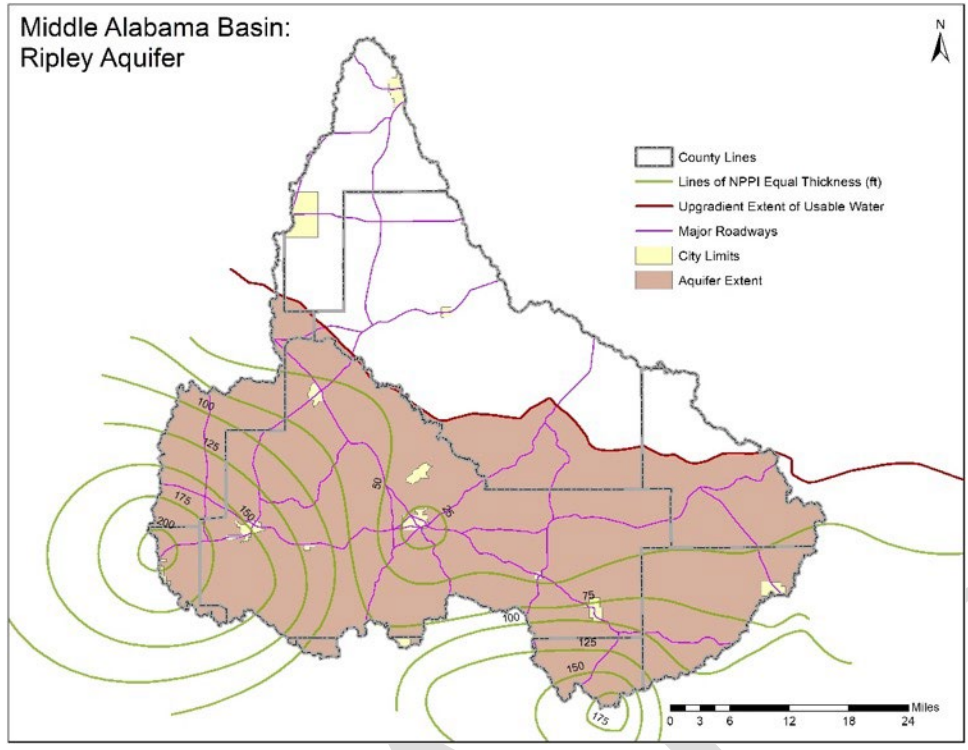 Middle Alabama Basin:
Ripley Aquifer
N
County Lines
Lines of NPPI Equal Thickness (ft)
Upgradient Extent of Usable Water
Major Roadways
City Limits
Aquifer Extent
100
125
50
175
150
200
25
75
100
125
150
175
Miles
0 3 6 12 18 24